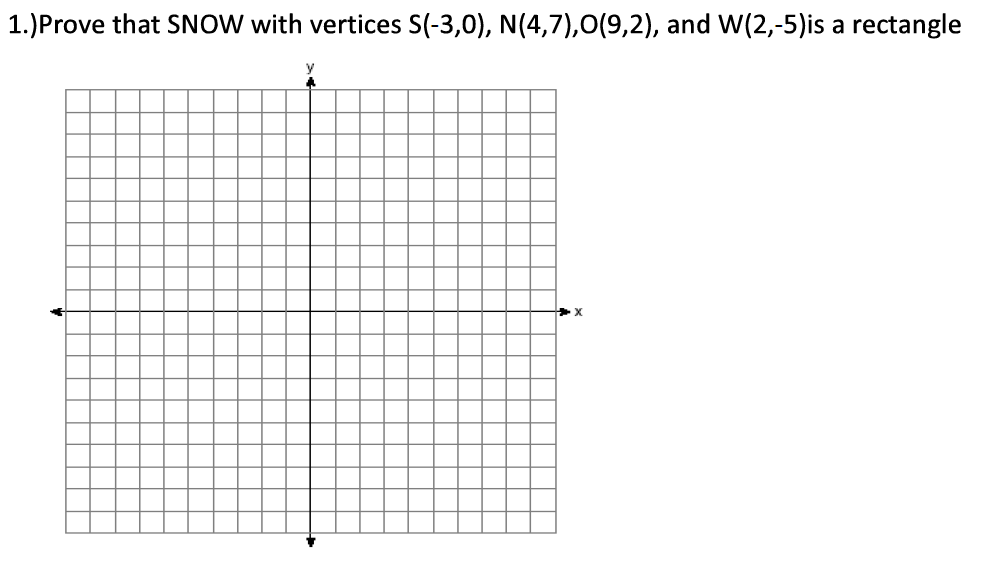 1.)Prove that SNOW with vertices S(-3,0), N(4,7),O(9,2), and W(2,-5)is a rectangle
y
x